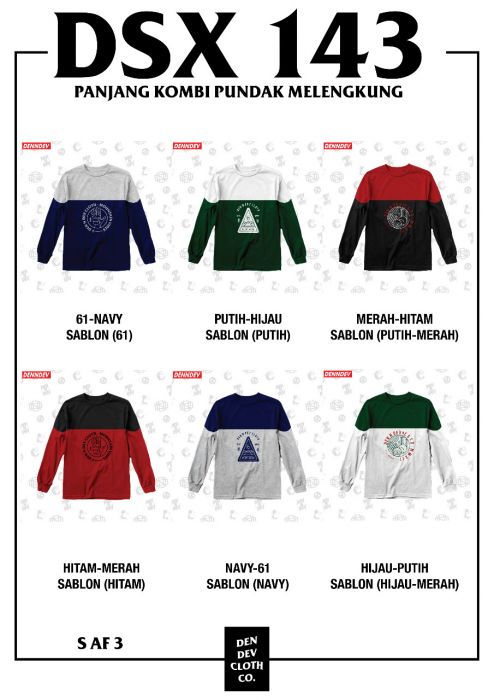 DSX 143
PANJANG KOMBI PUNDAK MELENGKUNG
DENNDEV
DENNDEV
DENNDEV
61-NAVY
SABLON (61)
PUTIH-HIJAU
SABLON (PUTIH)
MERAH-HITAM
SABLON (PUTIH-MERAH)
DENNDEV
DENNDEV
DENNDEV
HITAM-MERAH
SABLON (HITAM)
NAVY-61
SABLON (NAVY)
HIJAU-PUTIH
SABLON (HIJAU-MERAH)
S AF 3
DEN
DEV
CLOTH
CO.